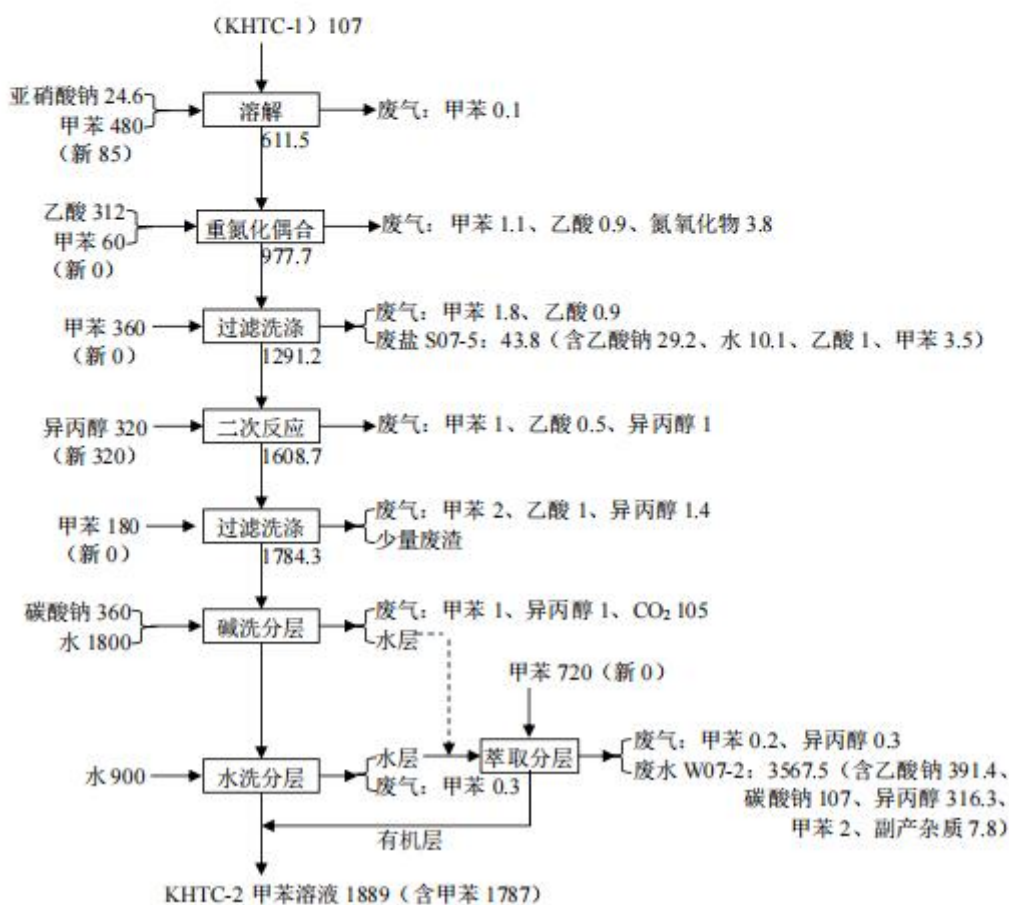 （KHTC-1）107
亚硝酸钠 24.6
甲苯 480
（新 85）
溶解
废气：甲苯 0.1
611.5
乙酸 312
甲苯 60
（新 0）
重氮化偶合
废气：甲苯 1.1、乙酸 0.9、氮氧化物 3.8
977.7
甲苯 360
（新 0）
过滤洗涤
废气：甲苯 1.8、乙酸 0.9
废盐 S07-5：43.8（含乙酸钠 29.2、水 10.1、乙酸 1、甲苯 3.5）
1291.2
异丙醇 320
（新 320）
二次反应
废气：甲苯 1、乙酸 0.5、异丙醇 1
1608.7
甲苯 180
（新 0）
过滤洗涤
废气：甲苯 2、乙酸 1、异丙醇 1.4
少量废渣
1784.3
碳酸钠 360
水 1800
碱洗分层
废气：甲苯 1、异丙醇 1、CO₂ 105
水层
甲苯 720（新 0）
水 900
水洗分层
水层
废气：甲苯 0.3
萃取分层
废气：甲苯 0.2、异丙醇 0.3
废水 W07-2：3567.5（含乙酸钠 391.4、
碳酸钠 107、异丙醇 316.3、
甲苯 2、副产杂质 7.8）
有机层
KHTC-2 甲苯溶液 1889（含甲苯 1787）